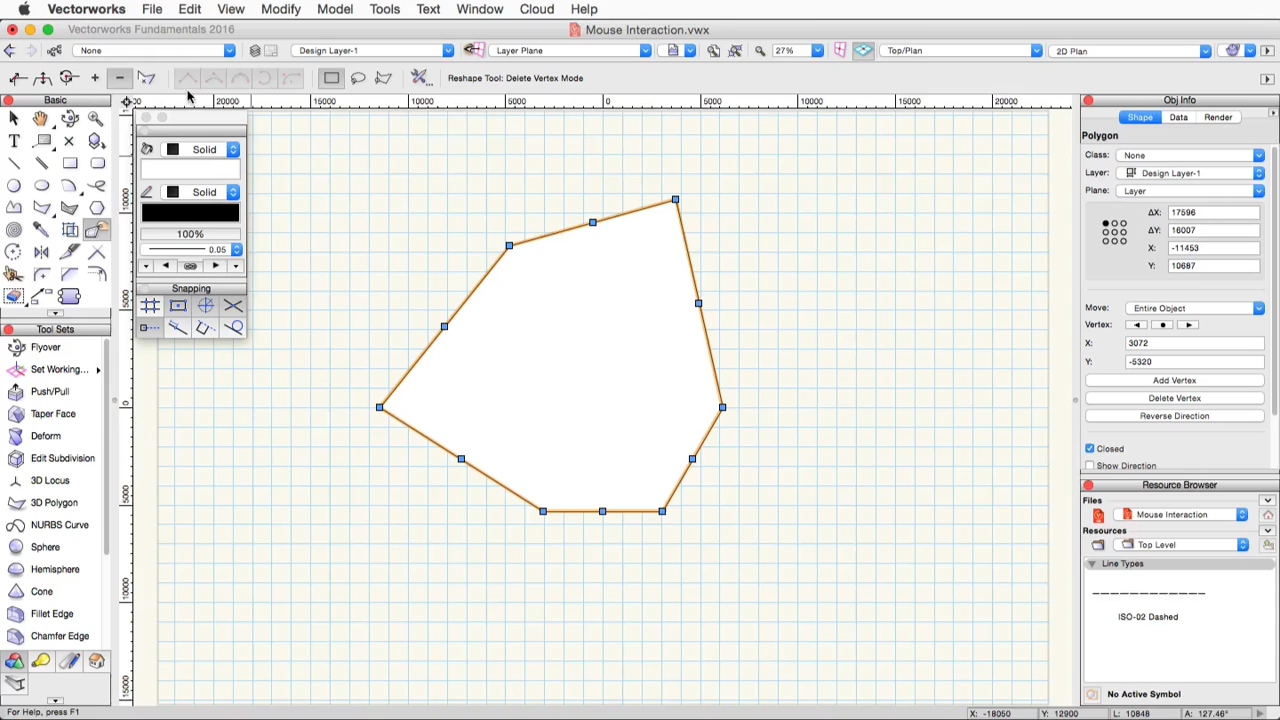 Vectorworks File Edit View Modify Model Tools Text Window Cloud Help
Vectorworks Fundamentals 2016 Mouse Interaction.vwx
None Design Layer-1 Layer Plane 27% Top/Plan 2D Plan
Reshape Tool: Delete Vertex Mode
Basic
20000 15000 10000 5000 0 5000 10000 15000 20000
Obj Info
Shape Data Render
Polygon
Class: None
Layer: Design Layer-1
Plane: Layer
ΔX: 17596
ΔY: 16007
X: -11453
Y: 10687
Move: Entire Object
Vertex:
X: 3072
Y: -5320
Add Vertex
Delete Vertex
Reverse Direction
Closed
Show Direction
Solid
Solid
100%
0.05
Snapping
Tool Sets
Flyover
Set Working...
Push/Pull
Taper Face
Deform
Edit Subdivision
3D Locus
3D Polygon
NURBS Curve
Sphere
Hemisphere
Cone
Fillet Edge
Chamfer Edge
10000
5000
0
5000
10000
15000
Resource Browser
Files
Mouse Interaction
Resources
Top Level
Line Types
ISO-02 Dashed
No Active Symbol
For Help, press F1
X: -18050 Y: 12900 L: 10848 A: 127.46°